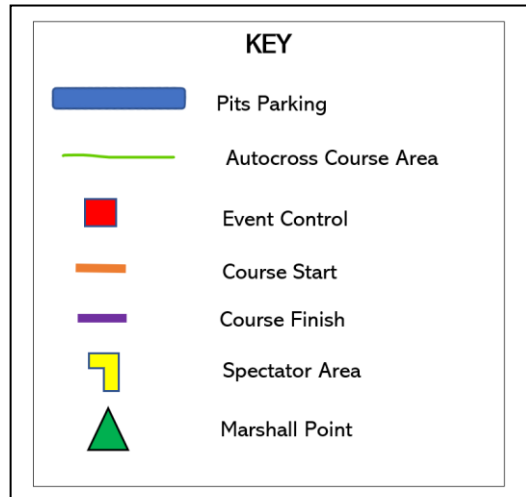 KEY
Pits Parking
Autocross Course Area
Event Control
Course Start
Course Finish
Spectator Area
Marshall Point